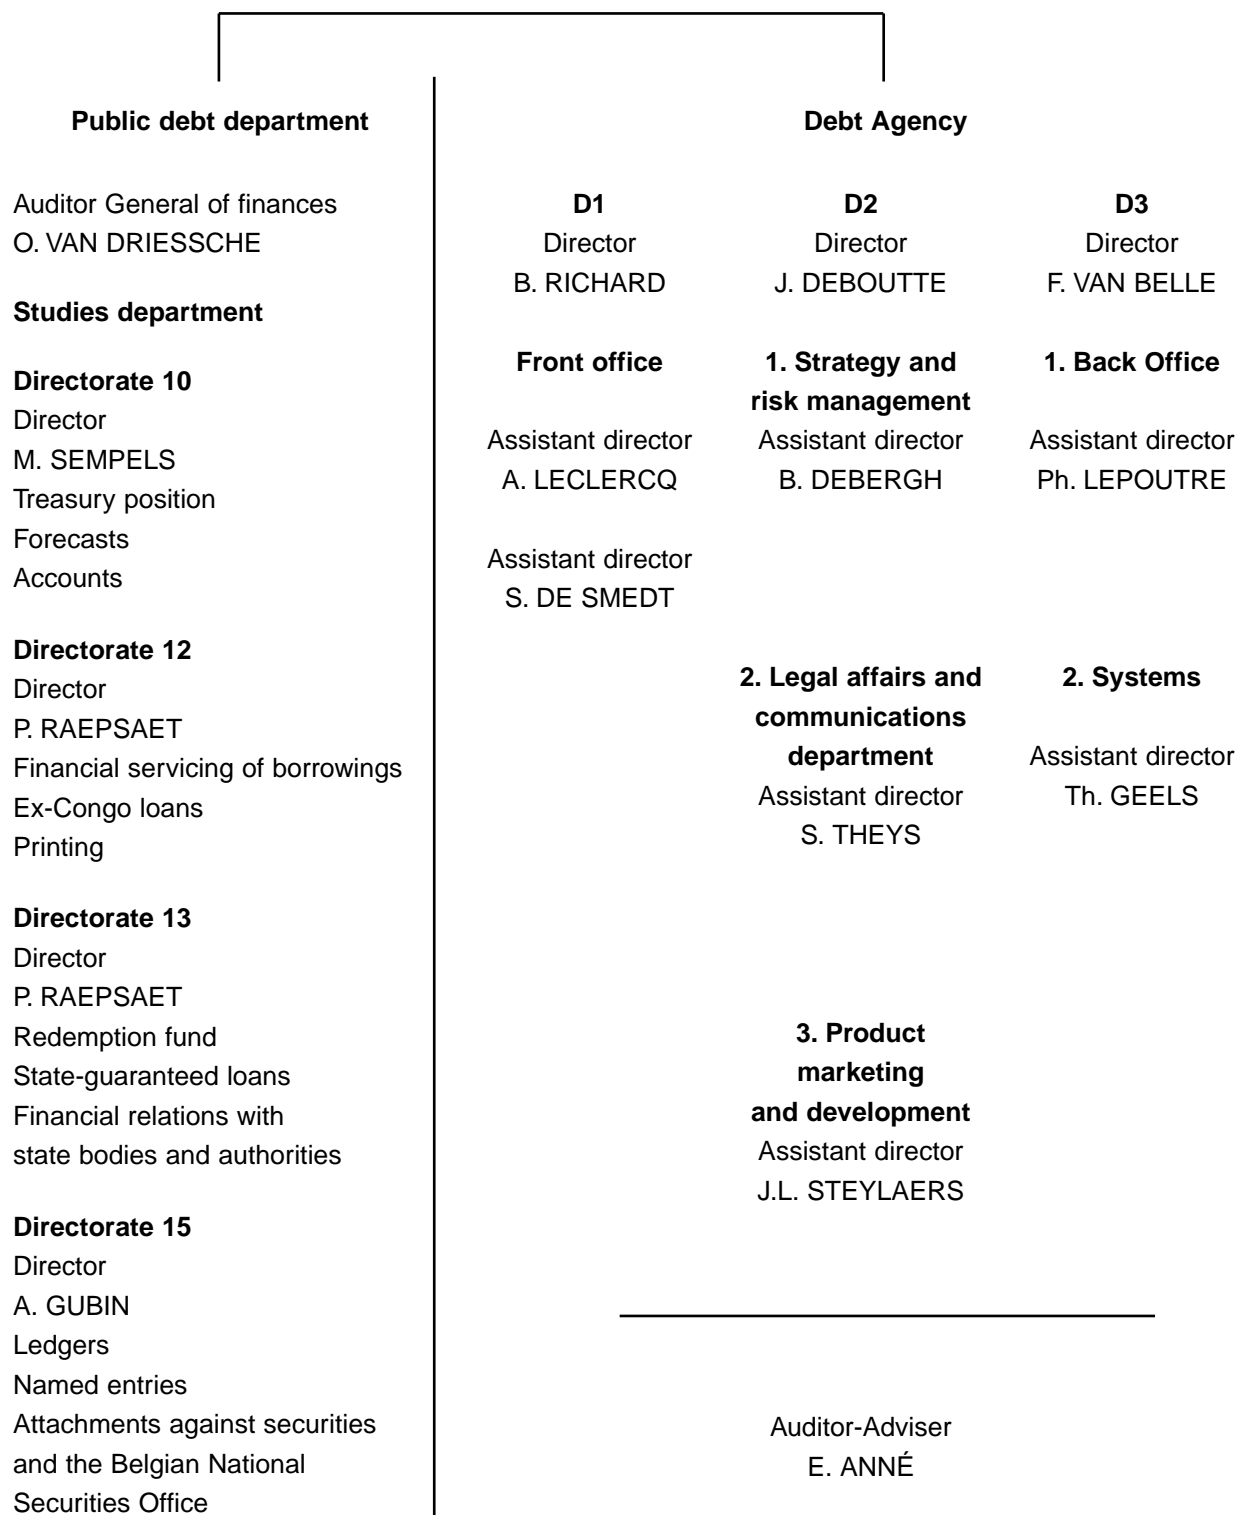 Public debt department
Auditor General of finances
O. VAN DRIESSCHE
Studies department
Directorate 10
Director
M. SEMPELS
Treasury position
Forecasts
Accounts
Directorate 12
Director
P. RAEPSAET
Financial servicing of borrowings
Ex-Congo loans
Printing
Directorate 13
Director
P. RAEPSAET
Redemption fund
State-guaranteed loans
Financial relations with
state bodies and authorities
Directorate 15
Director
A. GUBIN
Ledgers
Named entries
Attachments against securities
and the Belgian National
Securities Office
Debt Agency
D1
Director
B. RICHARD
Front office
Assistant director
A. LECLERCQ
Assistant director
S. DE SMEDT
D2
Director
J. DEBOUTTE
1. Strategy and
risk management
Assistant director
B. DEBERGH
2. Legal affairs and
communications
department
Assistant director
S. THEYS
3. Product
marketing
and development
Assistant director
J.L. STEYLAERS
D3
Director
F. VAN BELLE
1. Back Office
Assistant director
Ph. LEPOUTRE
2. Systems
Assistant director
Th. GEELS
Auditor-Adviser
E. ANNÉ